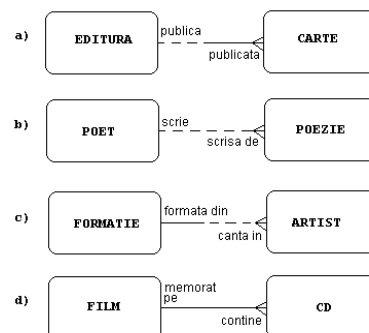 a) EDITURA publica CARTE
publicata
b) POET scrie POEZIE
scrisa de
c) FORMATIE formata din ARTIST
canta in
d) FILM memorat
pe CD
contine